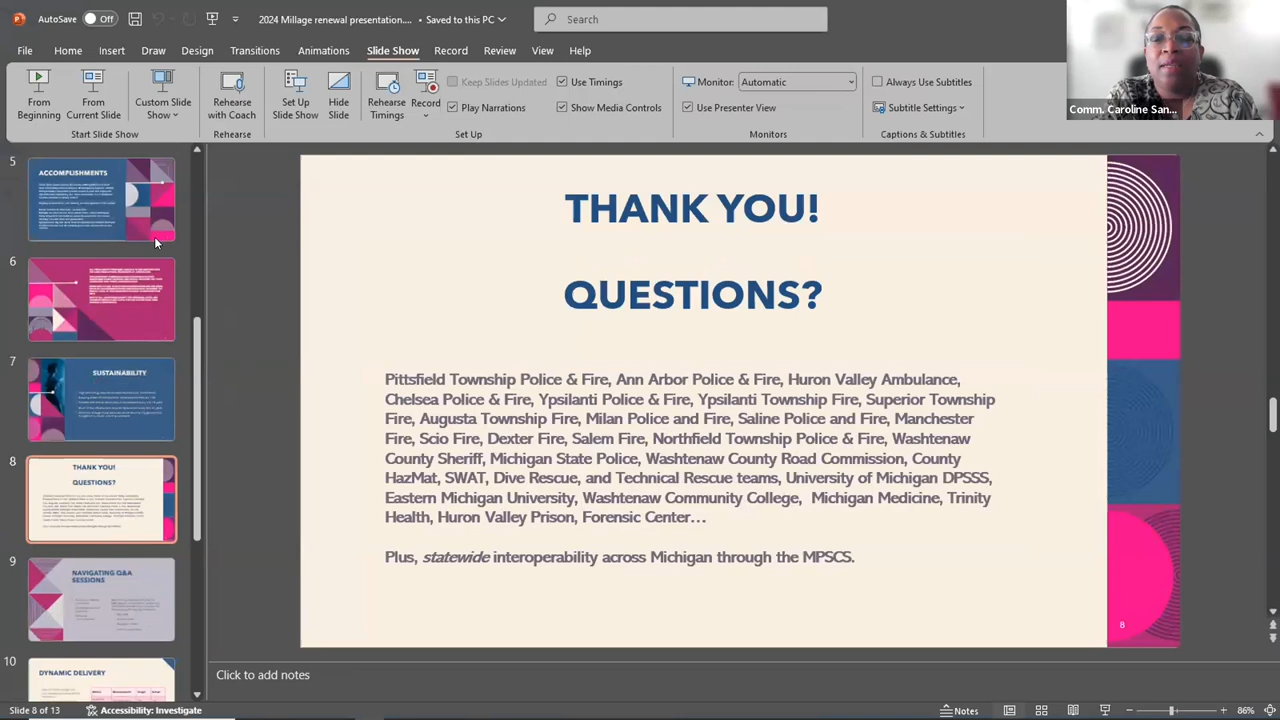 AutoSave
Off
2024 Millage renewal presentation.... • Saved to this PC
Search
File
Home
Insert
Draw
Design
Transitions
Animations
Slide Show
Record
Review
View
Help
From Beginning
From Current Slide
Custom Slide Show
Start Slide Show
Rehearse with Coach
Rehearse
Set Up Slide Show
Hide Slide
Rehearse Timings
Record
Keep Slides Updated
Play Narrations
Use Timings
Show Media Controls
Set Up
Monitor:
Automatic
Use Presenter View
Monitors
Always Use Subtitles
Subtitle Settings
Captions & Subtitles
Comm. Caroline San...
5
ACCOMPLISHMENTS
6
7
SUSTAINABILITY
8
THANK YOU!
QUESTIONS?
9
NAVIGATING Q&A
SESSIONS
10
DYNAMIC DELIVERY
THANK YOU!
QUESTIONS?
Pittsfield Township Police & Fire, Ann Arbor Police & Fire, Huron Valley Ambulance,
Chelsea Police & Fire, Ypsilanti Police & Fire, Ypsilanti Township Fire, Superior Township
Fire, Augusta Township Fire, Milan Police and Fire, Saline Police and Fire, Manchester
Fire, Scio Fire, Dexter Fire, Salem Fire, Northfield Township Police & Fire, Washtenaw
County Sheriff, Michigan State Police, Washtenaw County Road Commission, County
HazMat, SWAT, Dive Rescue, and Technical Rescue teams, University of Michigan DPSSS,
Eastern Michigan University, Washtenaw Community College, Michigan Medicine, Trinity
Health, Huron Valley Prison, Forensic Center…
Plus, statewide interoperability across Michigan through the MPSCS.
8
Click to add notes
Slide 8 of 13
Accessibility: Investigate
Notes
86%